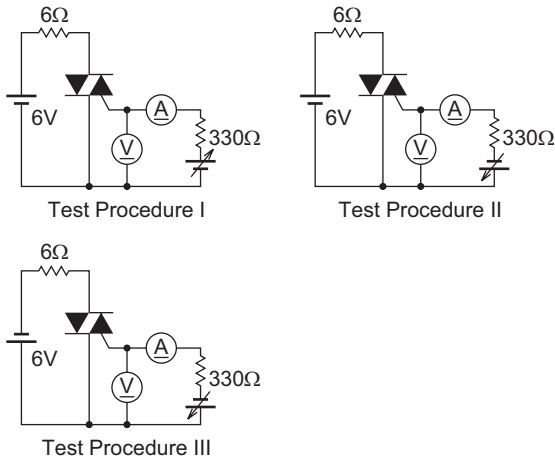 6Ω
6V
A
V
330Ω
Test Procedure I
6Ω
6V
A
V
330Ω
Test Procedure II
6Ω
6V
A
V
330Ω
Test Procedure III